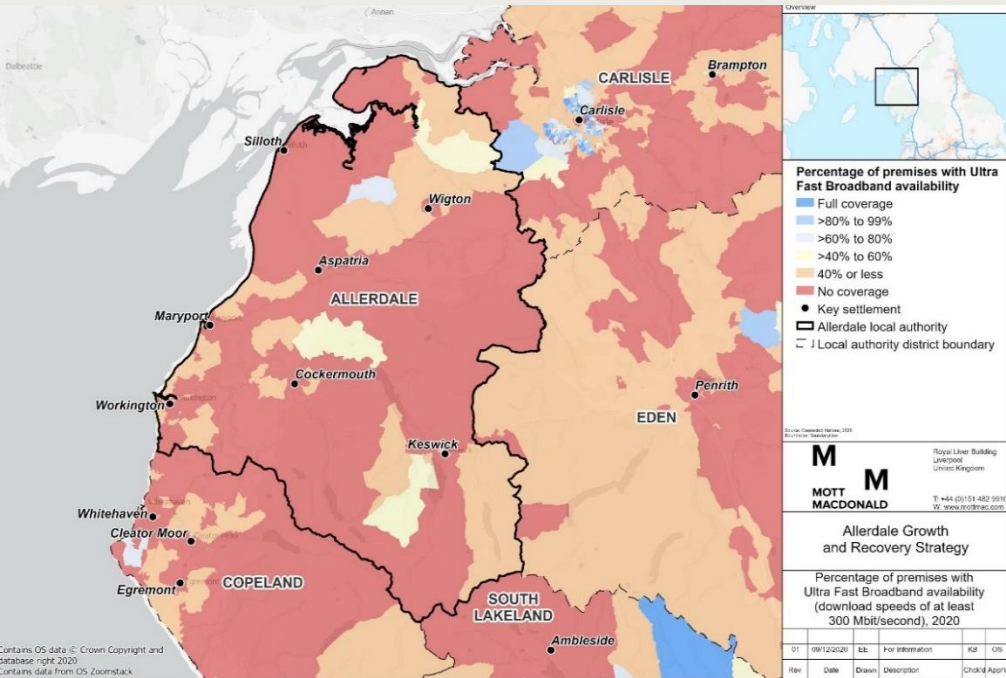 Annan
Dalbeattie
CARLISLE
Brampton
Carlisle
Silloth
Wigton
Aspatria
ALLERDALE
Maryport
Cockermouth
Penrith
Workington
EDEN
Keswick
Whitehaven
Cleator Moor
Egremont
COPELAND
SOUTH
LAKELAND
Ambleside
Contains OS data © Crown Copyright and
database right 2020
Contains data from OS Zoomstack
Overview
Percentage of premises with Ultra
Fast Broadband availability
Full coverage
>80% to 99%
>60% to 80%
>40% to 60%
40% or less
No coverage
Key settlement
Allerdale local authority
Local authority district boundary
M
M
MOTT
MACDONALD
Royal Liver Building
Liverpool
United Kingdom
T: +44 (0)151 482 9910
W: www.mottmac.com
Allerdale Growth
and Recovery Strategy
Percentage of premises with
Ultra Fast Broadband availability
(download speeds of at least
300 Mbit/second), 2020
01 09/12/2020 EE For Information KB OS
Rev Date Drawn Description Chck'd App'd